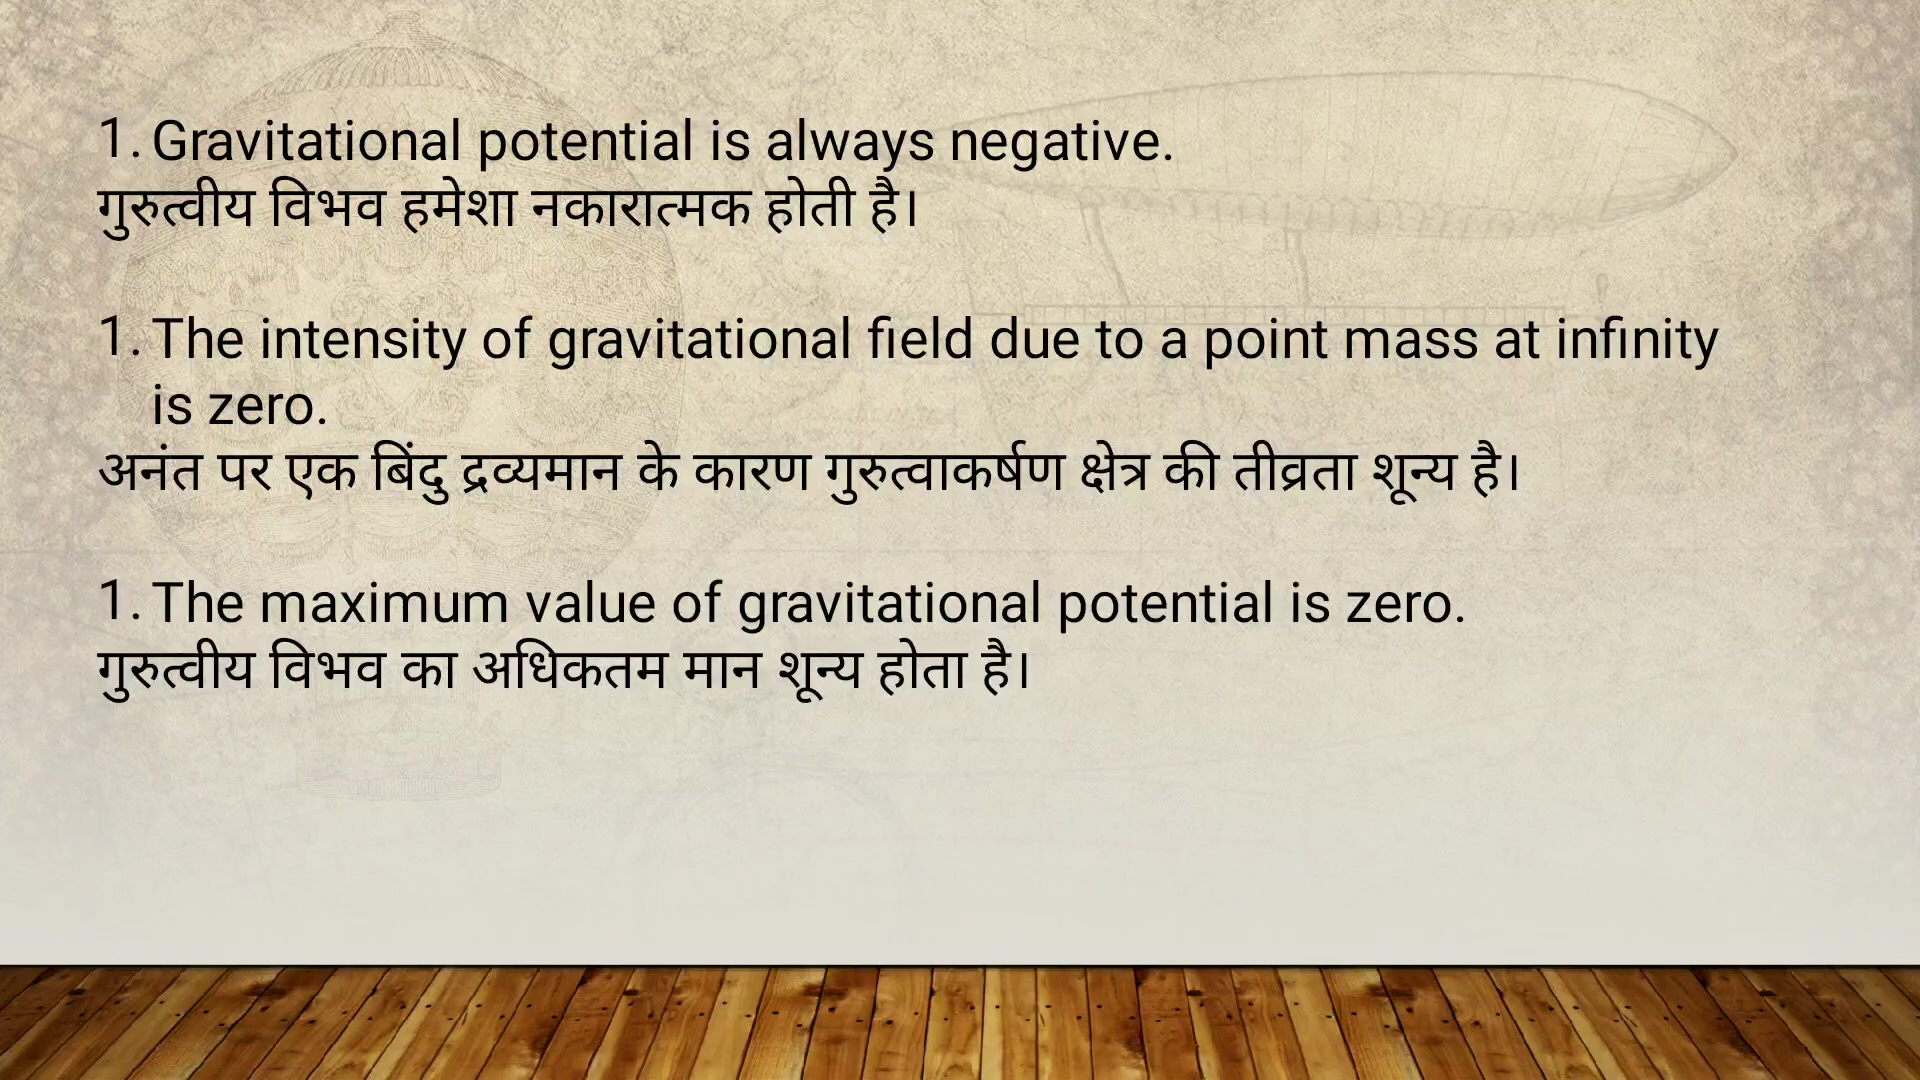 1. Gravitational potential is always negative.
गुरुत्वीय विभव हमेशा नकारात्मक होती है।
1. The intensity of gravitational field due to a point mass at infinity
is zero.
अनंत पर एक बिंदु द्रव्यमान के कारण गुरुत्वाकर्षण क्षेत्र की तीव्रता शून्य है।
1. The maximum value of gravitational potential is zero.
गुरुत्वीय विभव का अधिकतम मान शून्य होता है।